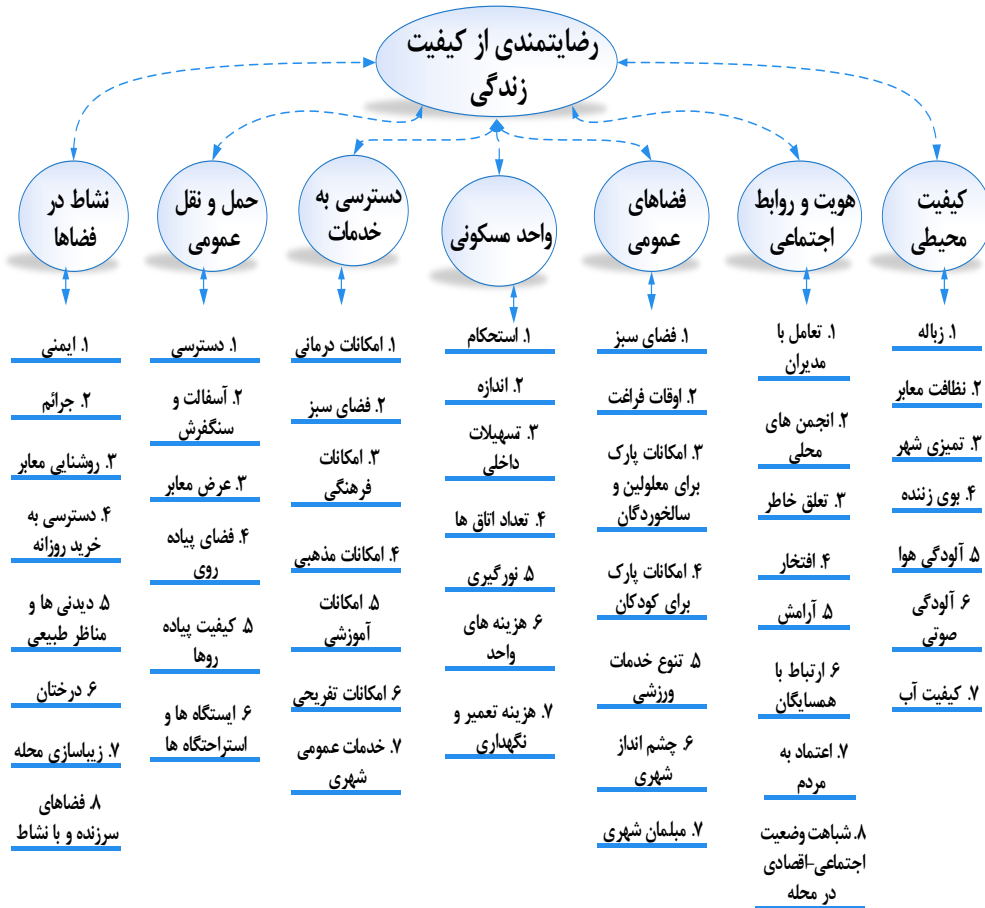 رضایتمندی از کیفیت
زندگی
کیفیت
محیطی
۱. زباله
۲. نظافت معابر
۳. تمیزی شهر
۴. بوی زننده
۵. آلودگی هوا
۶. آلودگی
صوتی
۷. کیفیت آب
هویت و روابط
اجتماعی
۱. تعامل با
مدیران
۲. انجمن های
محلی
۳. تعلق خاطر
۴. افتخار
۵. آرامش
۶. ارتباط با
همسایگان
۷. اعتماد به
مردم
۸. شباهت وضعیت
اجتماعی-اقصادی
در محله
فضاهای
عمومی
۱. فضای سبز
۲. اوقات فراغت
۳. امکانات پارک
برای معلولین و
سالخوردگان
۴. امکانات پارک
برای کودکان
۵. تنوع خدمات
ورزشی
۶. چشم انداز
شهری
۷. مبلمان شهری
واحد مسکونی
۱. استحکام
۲. اندازه
۳. تسهیلات
داخلی
۴. تعداد اتاق ها
۵. نورگیری
۶. هزینه های
واحد
۷. هزینه تعمیر و
نگهداری
دسترسی به
خدمات
۱. امکانات درمانی
۲. فضای سبز
۳. امکانات
فرهنگی
۴. امکانات مذهبی
۵. امکانات
آموزشی
۶. امکانات تفریحی
۷. خدمات عمومی
شهری
حمل و نقل
عمومی
۱. دسترسی
۲. آسفالت و
سنگفرش
۳. عرض معابر
۴. فضای پیاده
روی
۵. کیفیت پیاده
روها
۶. ایستگاه ها و
استراحتگاه ها
نشاط در
فضاها
۱. ایمنی
۲. جرائم
۳. روشنایی معابر
۴. دسترسی به
خرید روزانه
۵. دیدنی ها و
مناظر طبیعی
۶. درختان
۷. زیباسازی محله
۸. فضاهای
سرزنده و با نشاط